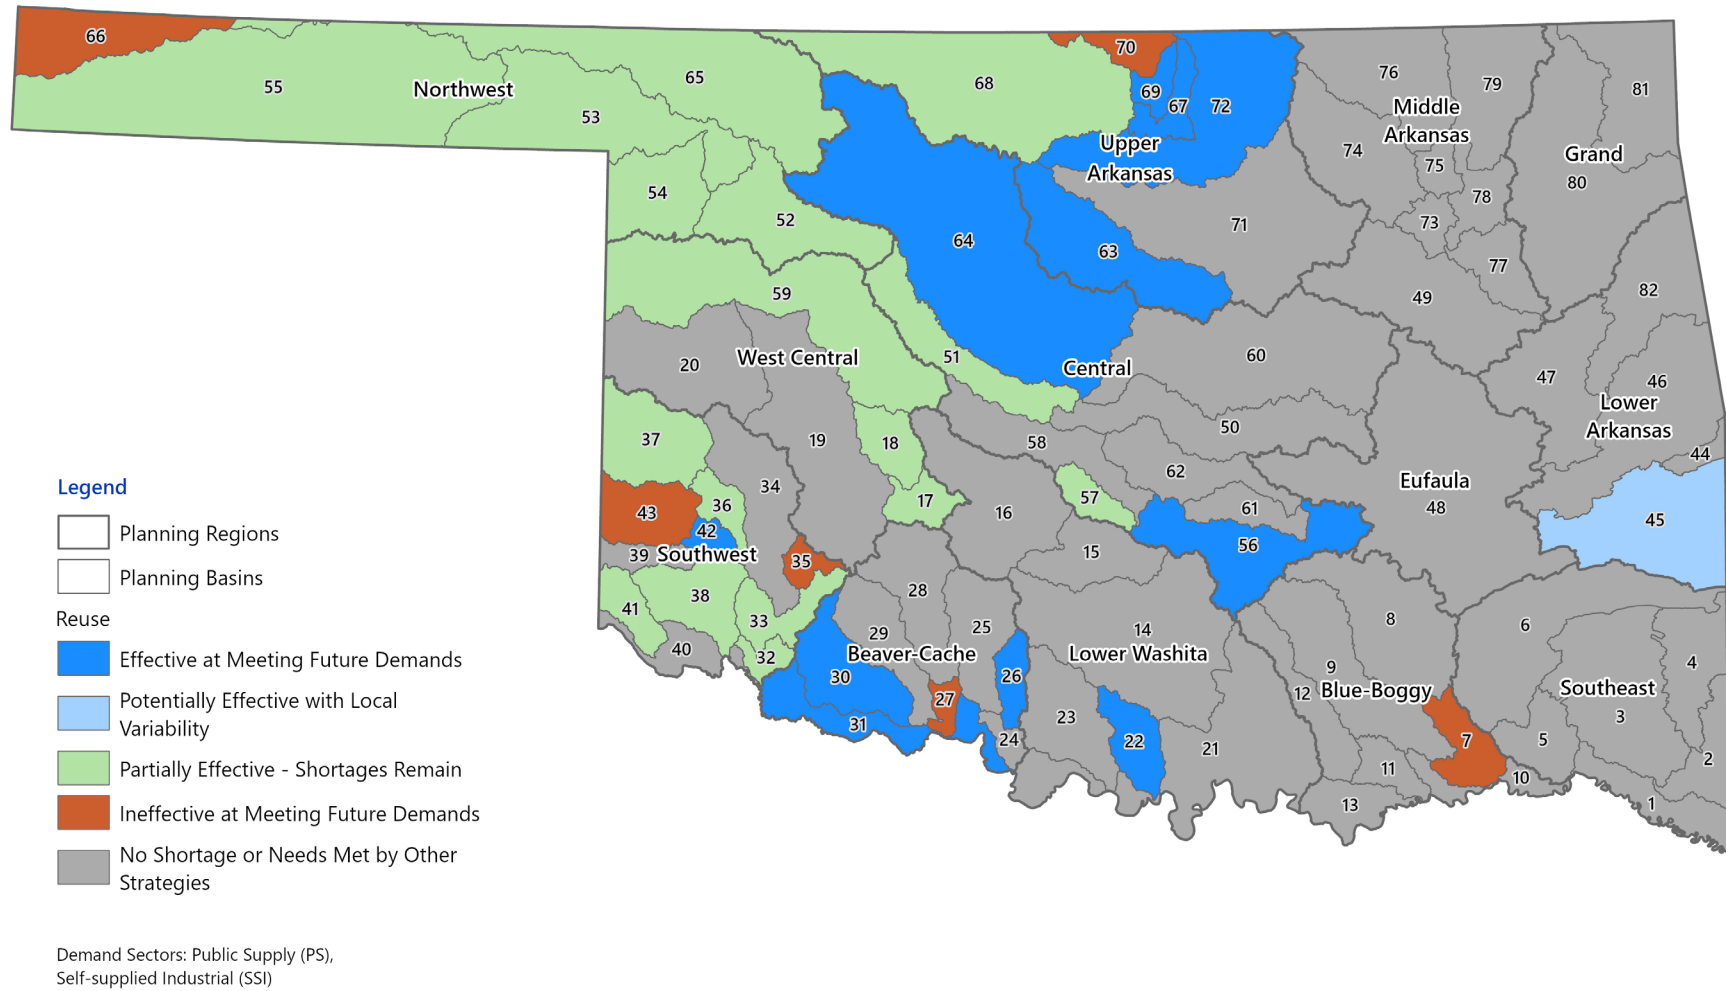 66
70
65
68
76
79
81
55
Northwest
69
67
72
Middle
Arkansas
53
Upper
Arkansas
74
75
Grand
80
54
78
52
71
73
64
63
77
59
49
82
20
West Central
51
Central
60
47
46
Lower
Arkansas
37
19
18
58
50
44
62
Eufaula
48
34
36
17
57
16
61
45
43
42
39
Southwest
35
15
56
41
38
33
32
40
28
29
25
Beaver-Cache
14
Lower Washita
8
6
30
26
27
9
12
Blue-Boggy
4
Southeast
3
31
24
23
22
21
7
5
2
11
10
13
1
Legend
Planning Regions
Planning Basins
Reuse
Effective at Meeting Future Demands
Potentially Effective with Local
Variability
Partially Effective - Shortages Remain
Ineffective at Meeting Future Demands
No Shortage or Needs Met by Other
Strategies
Demand Sectors: Public Supply (PS),
Self-supplied Industrial (SSI)